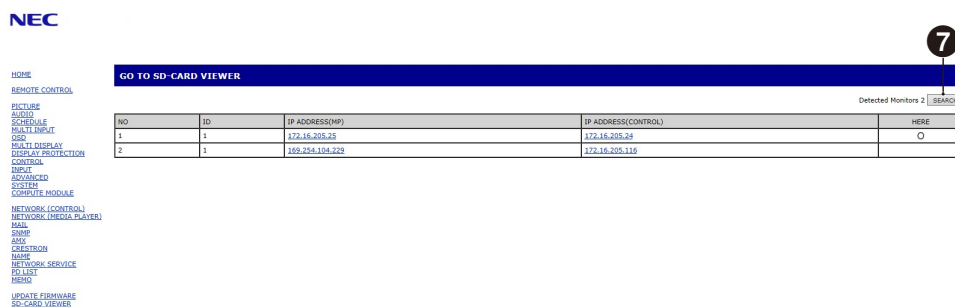 NEC
7
HOME
REMOTE CONTROL
PICTURE
AUDIO
SCHEDULE
MULTI INPUT
OSD
MULTI DISPLAY
DISPLAY PROTECTION
CONTROL
INPUT
ADVANCED
SYSTEM
COMPUTE MODULE
NETWORK (CONTROL)
NETWORK (MEDIA PLAYER)
MAIL
SNMP
AMX
CRESTRON
NAME
NETWORK SERVICE
PD LIST
MEMO
UPDATE FIRMWARE
SD-CARD VIEWER
GO TO SD-CARD VIEWER
Detected Monitors 2 SEARCH
NO ID IP ADDRESS(MP) IP ADDRESS(CONTROL) HERE
1 1 172.16.205.25 172.16.205.24 O
2 1 169.254.104.229 172.16.205.116